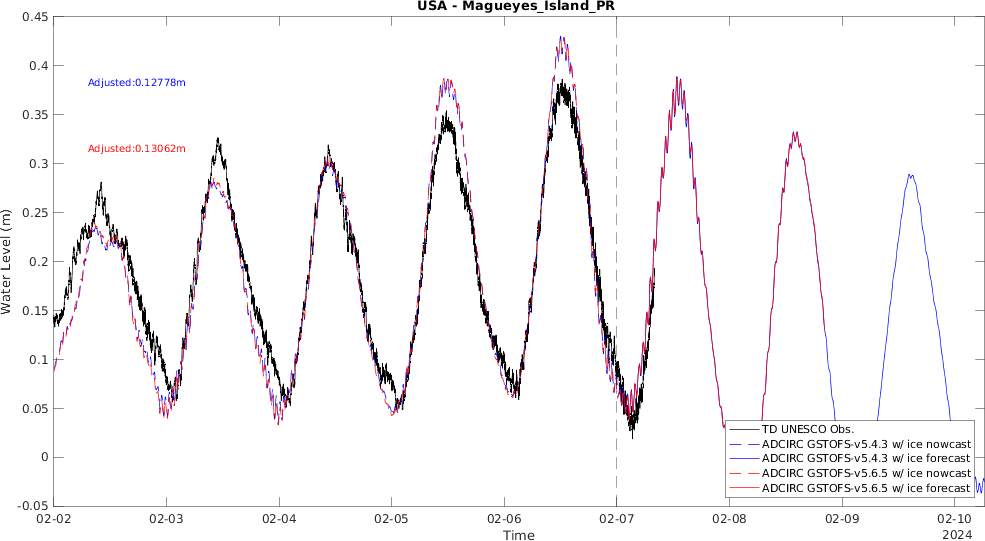 USA - Magueyes_Island_PR
0.45
0.4
0.35
0.3
0.25
0.2
0.15
0.1
0.05
0
-0.05
Water Level (m)
Adjusted:0.12778m
Adjusted:0.13062m
TD UNESCO Obs.
ADCIRC GSTOFS-v5.4.3 w/ ice nowcast
ADCIRC GSTOFS-v5.4.3 w/ ice forecast
ADCIRC GSTOFS-v5.6.5 w/ ice nowcast
ADCIRC GSTOFS-v5.6.5 w/ ice forecast
02-02 02-03 02-04 02-05 02-06 02-07 02-08 02-09 02-10
2024
Time